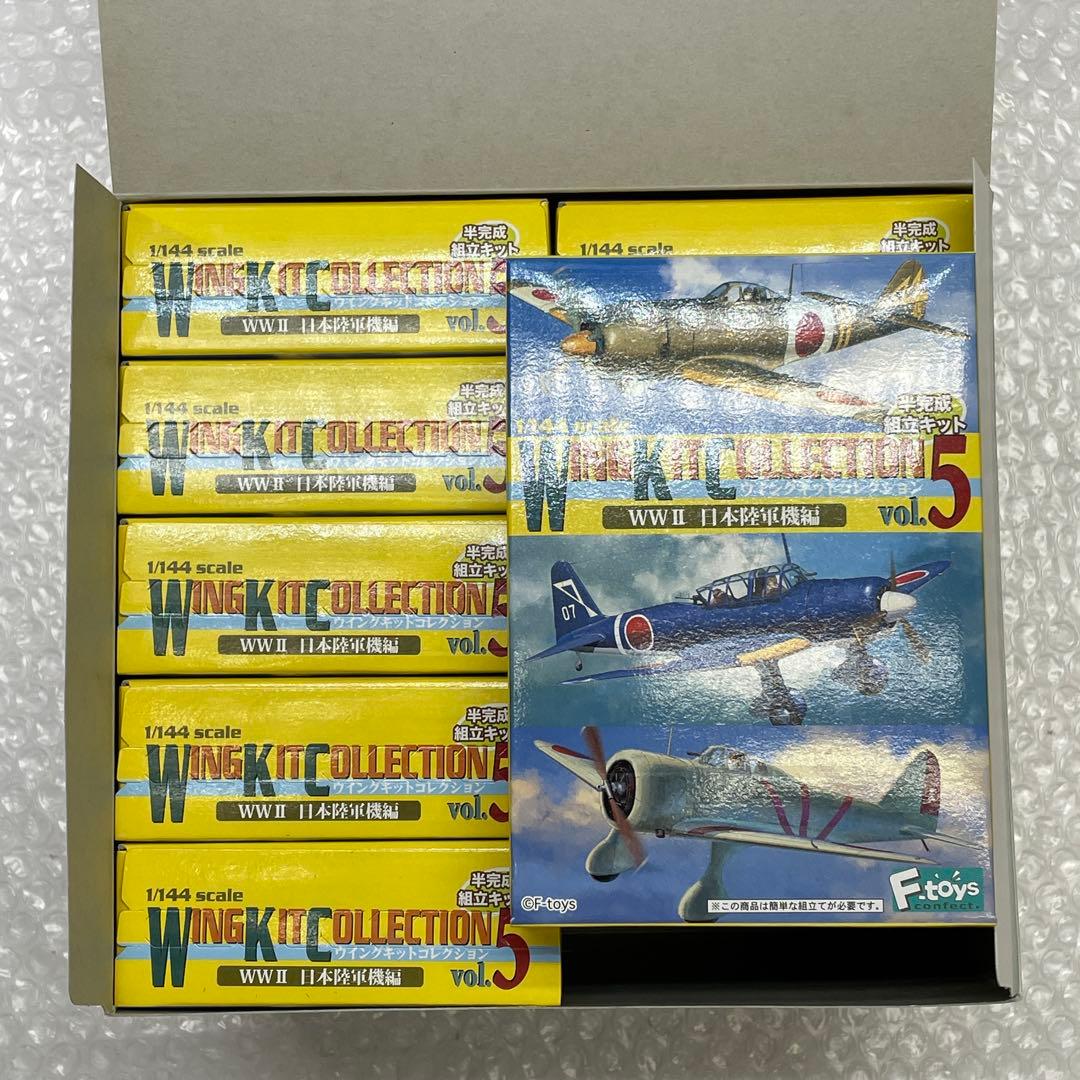 1/144 scale
半完成
組立キット
WING KIT COLLECTION 5
ウイングキットコレクション
WWⅡ 日本陸軍機編
vol.5
1/144 scale
半完成
組立キッ
WING KIT COLLECTION 5
WWⅡ 日本陸軍機編
vol.5
1/144 scale
半完成
組立キッ
WING KIT COLLECTION 5
ウイングキットコレクション
WWⅡ 日本陸軍機編
vol.5
1/144 scale
半完成
組立キッ
WING KIT COLLECTION 5
ウイングキットコレクション
WWⅡ 日本陸軍機編
vol.5
1/144 scale
半完成
組立キッ
WING KIT COLLECTION 5
ウイングキットコレクション
WWⅡ 日本陸軍機編
vol.5
1/144 scale
半完成
組立キット
半完成
組立キット
1/144 scale
WING KIT COLLECTION 5
ウイングキットコレクション
WWⅡ 日本陸軍機編
vol.5
07
©F-toys
※この商品は簡単な組立てが必要です。
F.toys
confect.